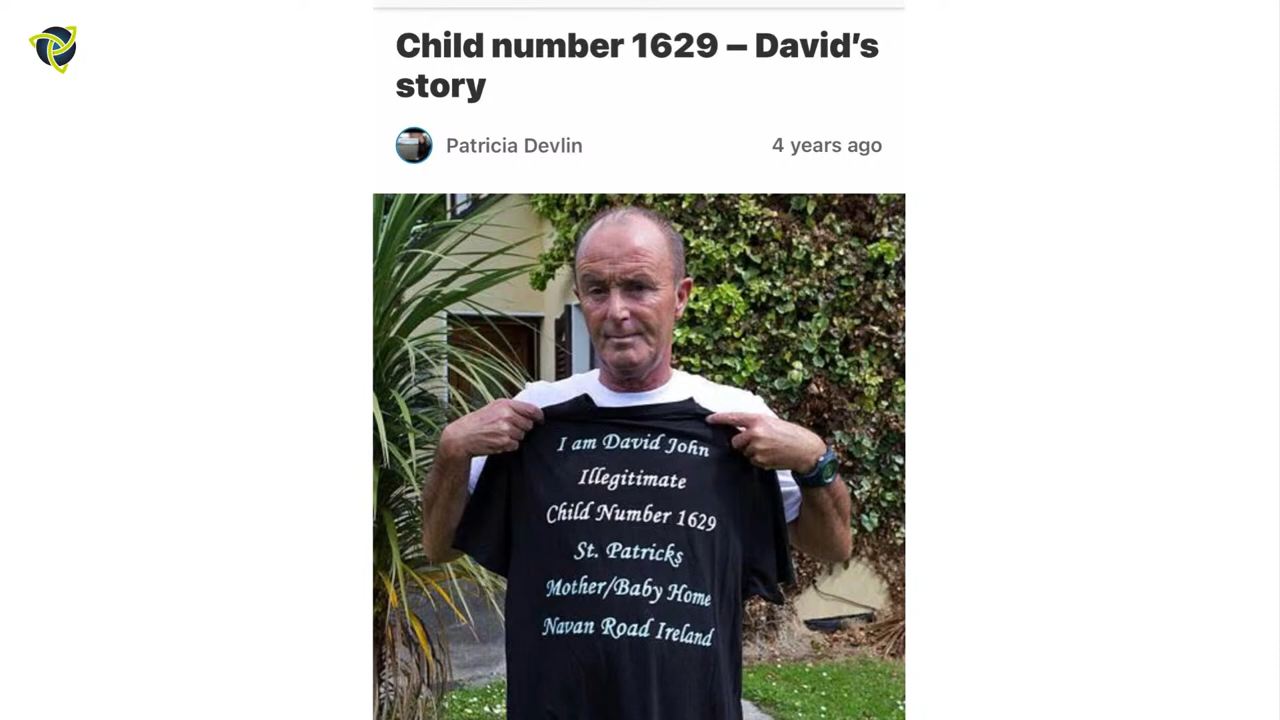 Child number 1629 – David's
story
Patricia Devlin
4 years ago
I am David John
Illegitimate
Child Number 1629
St. Patricks
Mother/Baby Home
Navan Road Ireland